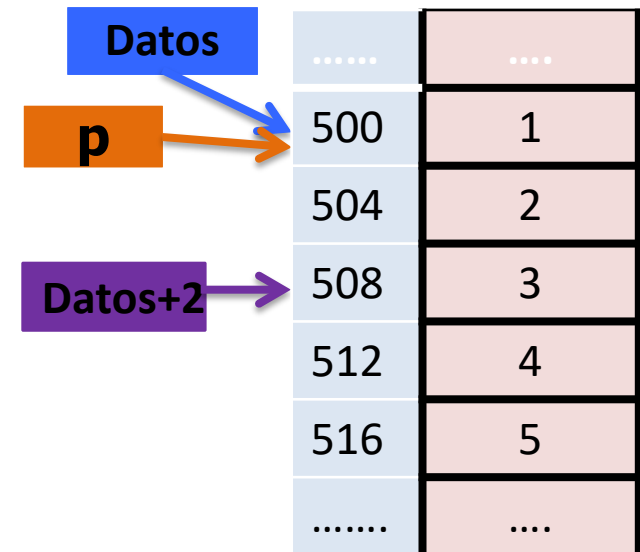 Datos
...... ....
p
500 1
504 2
Datos+2
508 3
512 4
516 5
....... ....